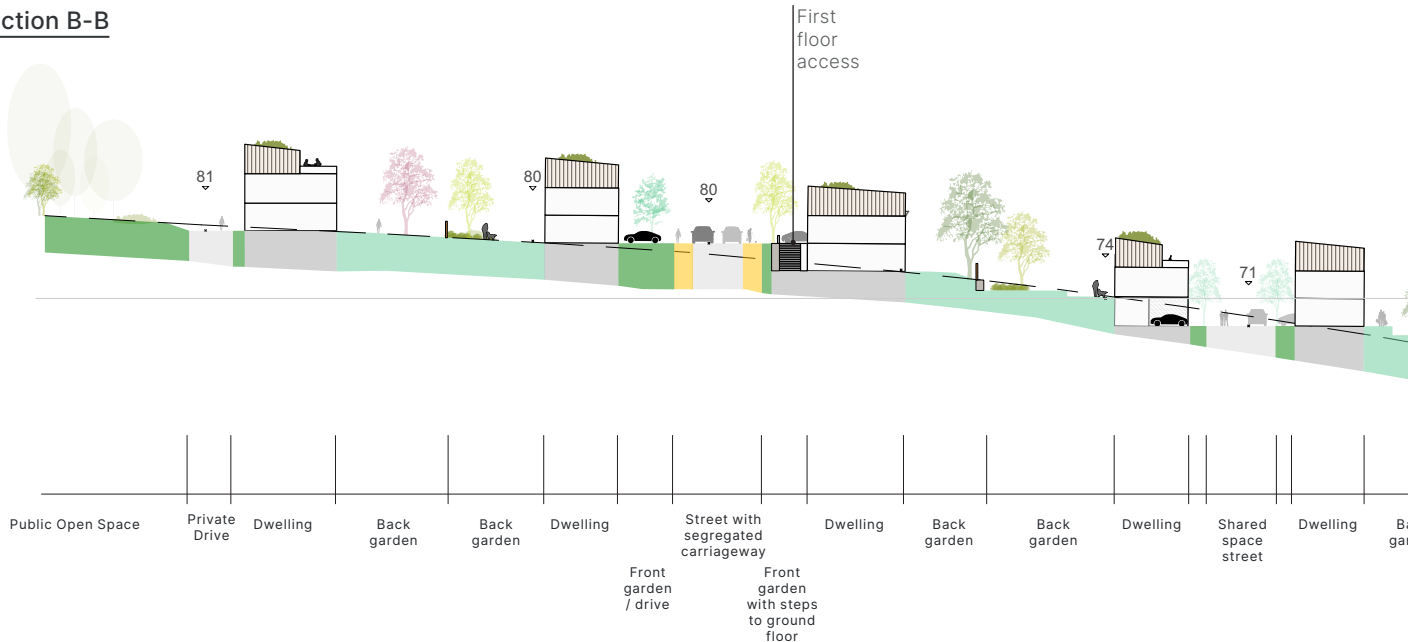 ction B-B
First
floor
access
81
80
80
74
71
Public Open Space
Private
Drive
Dwelling
Back
garden
Back
garden
Dwelling
Front
garden
/ drive
Street with
segregated
carriageway
Front
garden
with steps
to ground
floor
Dwelling
Back
garden
Back
garden
Dwelling
Shared
space
street
Dwelling
Ba
gar